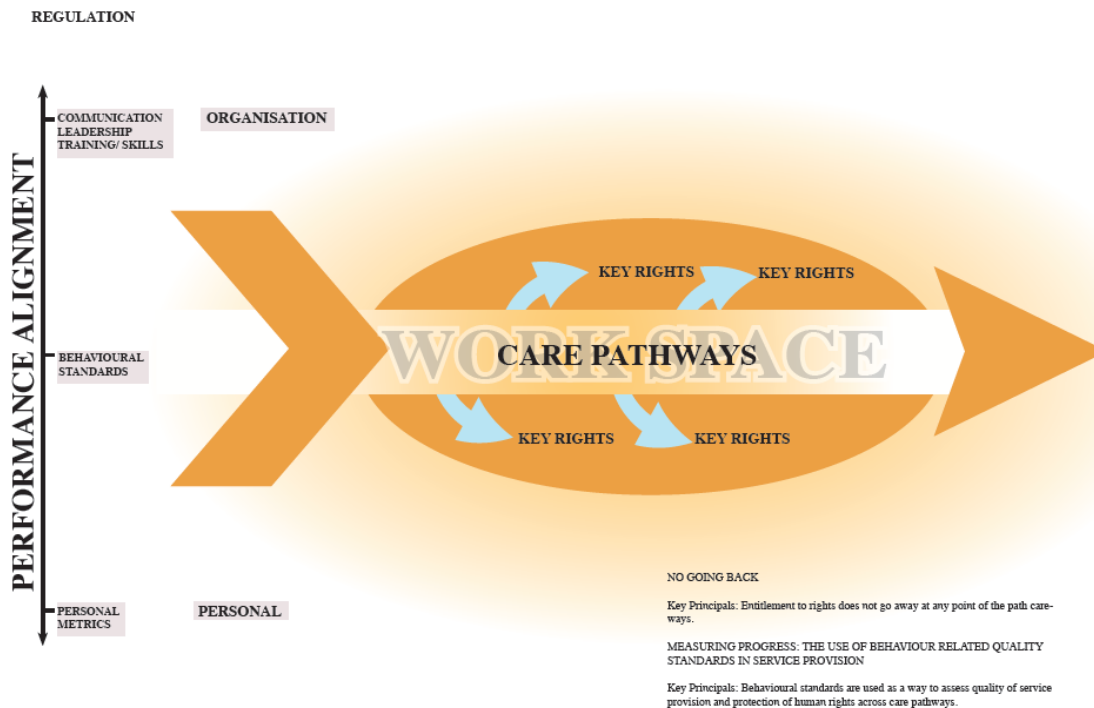 REGULATION
COMMUNICATION
LEADERSHIP
TRAINING/ SKILLS
ORGANISATION
PERFORMANCE ALIGNMENT
KEY RIGHTS
KEY RIGHTS
WORK SPACE
CARE PATHWAYS
BEHAVIOURAL
STANDARDS
KEY RIGHTS
KEY RIGHTS
PERSONAL
METRICS
PERSONAL
NO GOING BACK
Key Principals: Entitlement to rights does not go away at any point of the path care-
ways.
MEASURING PROGRESS: THE USE OF BEHAVIOUR RELATED QUALITY
STANDARDS IN SERVICE PROVISION
Key Principals: Behavioural standards are used as a way to assess quality of service
provision and protection of human rights across care pathways.